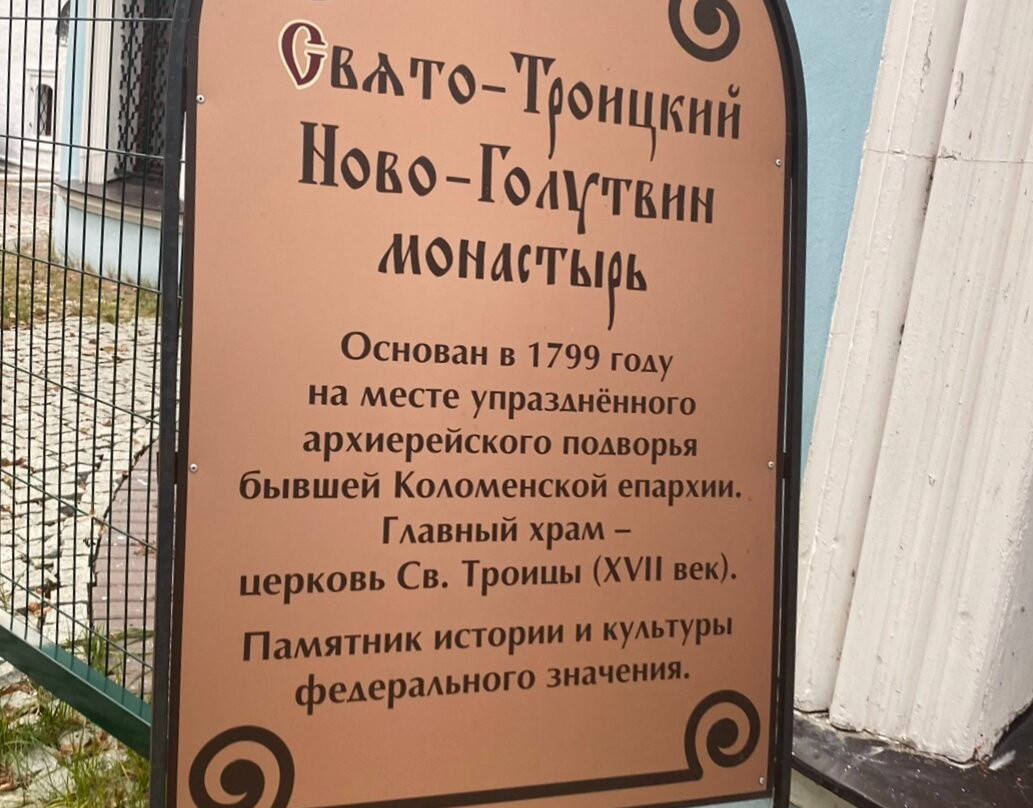 Свято-Троицкий
Ново-Голутвин
монастырь
Основан в 1799 году
на месте упразднённого
архиерейского подворья
бывшей Коломенской епархии.
Главный храм –
церковь Св. Троицы (XVII век).
Памятник истории и культуры
федерального значения.